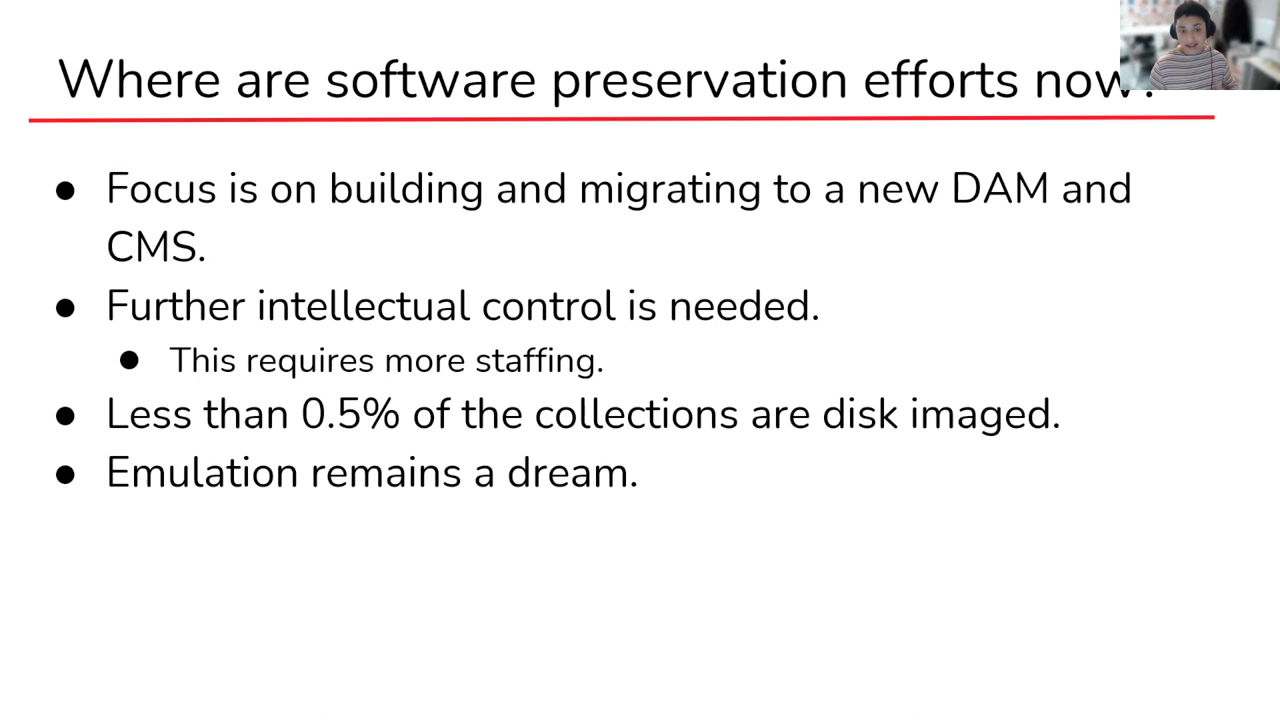 Where are software preservation efforts now?
● Focus is on building and migrating to a new DAM and
CMS.
● Further intellectual control is needed.
● This requires more staffing.
● Less than 0.5% of the collections are disk imaged.
● Emulation remains a dream.